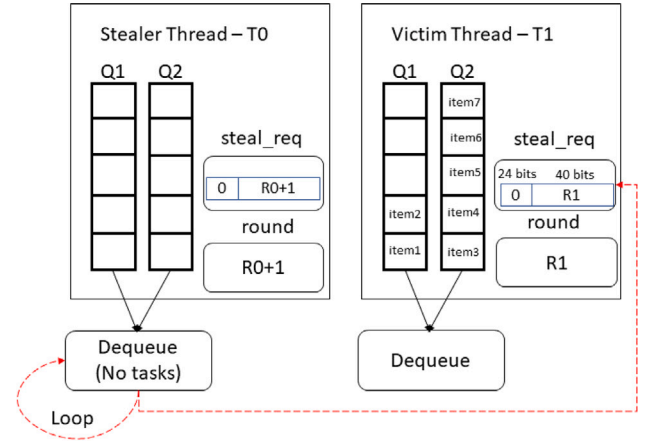 Stealer Thread – T0
Q1 Q2
steal_req
0 R0+1
round
R0+1
Dequeue
(No tasks)
Loop
Victim Thread – T1
Q1 Q2
item7
item6
item5
item2 item4
item1 item3
steal_req
24 bits 40 bits
0 R1
round
R1
Dequeue